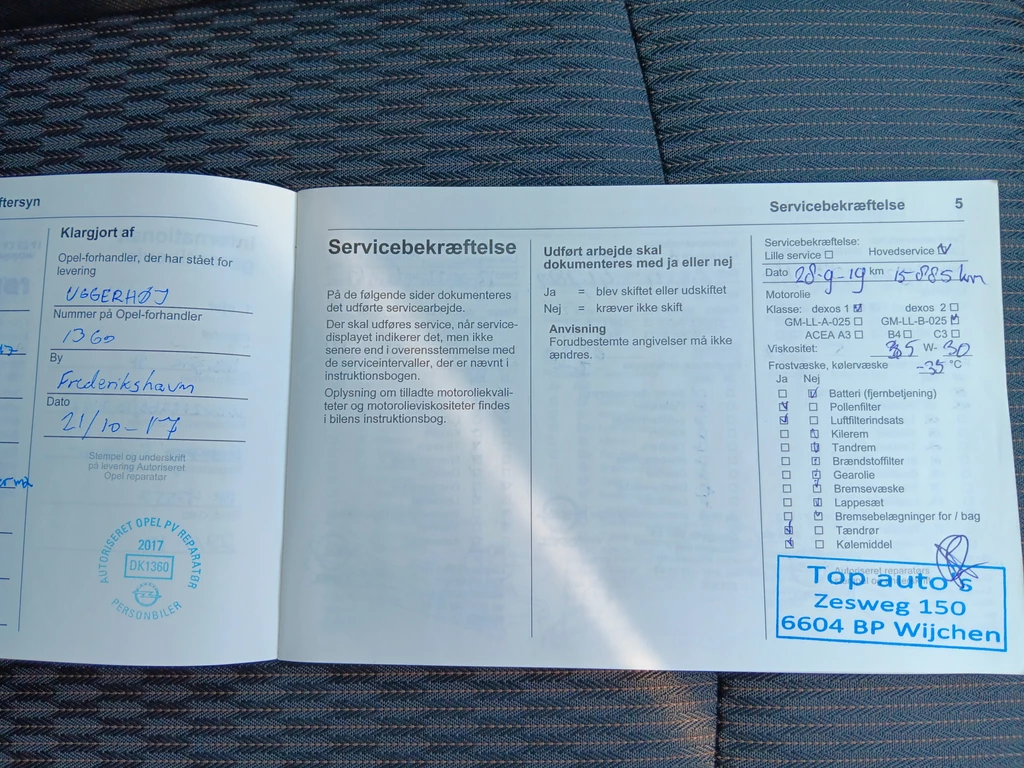 ftersyn
Klargjort af
Opel-forhandler, der har stået for
levering
UGGERHØJ
Nummer på Opel-forhandler
1360
By
Frederikshavn
Dato
21/10-17
Stempel og underskrift
på levering Autoriseret
Opel reparatør
AUTORISERET OPEL PV REPARATØR
2017
DK1360
PERSONBILER
Servicebekræftelse 5
Servicebekræftelse
På de følgende sider dokumenteres
det udførte servicearbejde.
Der skal udføres service, når service-
displayet indikerer det, men ikke
senere end i overensstemmelse med
de serviceintervaller, der er nævnt i
instruktionsbogen.
Oplysning om tilladte motoroliekvali-
teter og motorolieviskositeter findes
i bilens instruktionsbog.
Udført arbejde skal
dokumenteres med ja eller nej
Ja = blev skiftet eller udskiftet
Nej = kræver ikke skift
Anvisning
Forudbestemte angivelser må ikke
ændres.
Servicebekræftelse:
Lille service Hovedservice
Dato 28-9-19 km 15885 km
Motorolie
Klasse: dexos 1 dexos 2
GM-LL-A-025 GM-LL-B-025
ACEA A3 B4 C3
Viskositet: W- 30
Frostvæske, kølervæske -35 °C
Ja Nej
Batteri (fjernbetjening)
Pollenfilter
Luftfilterindsats
Kilerem
Tandrem
Brændstoffilter
Gearolie
Bremsevæske
Lappesæt
Bremsebelægninger for / bag
Tændrør
Kølemiddel
Autoriseret reparatørs
Top auto's
Zesweg 150
6604 BP Wijchen